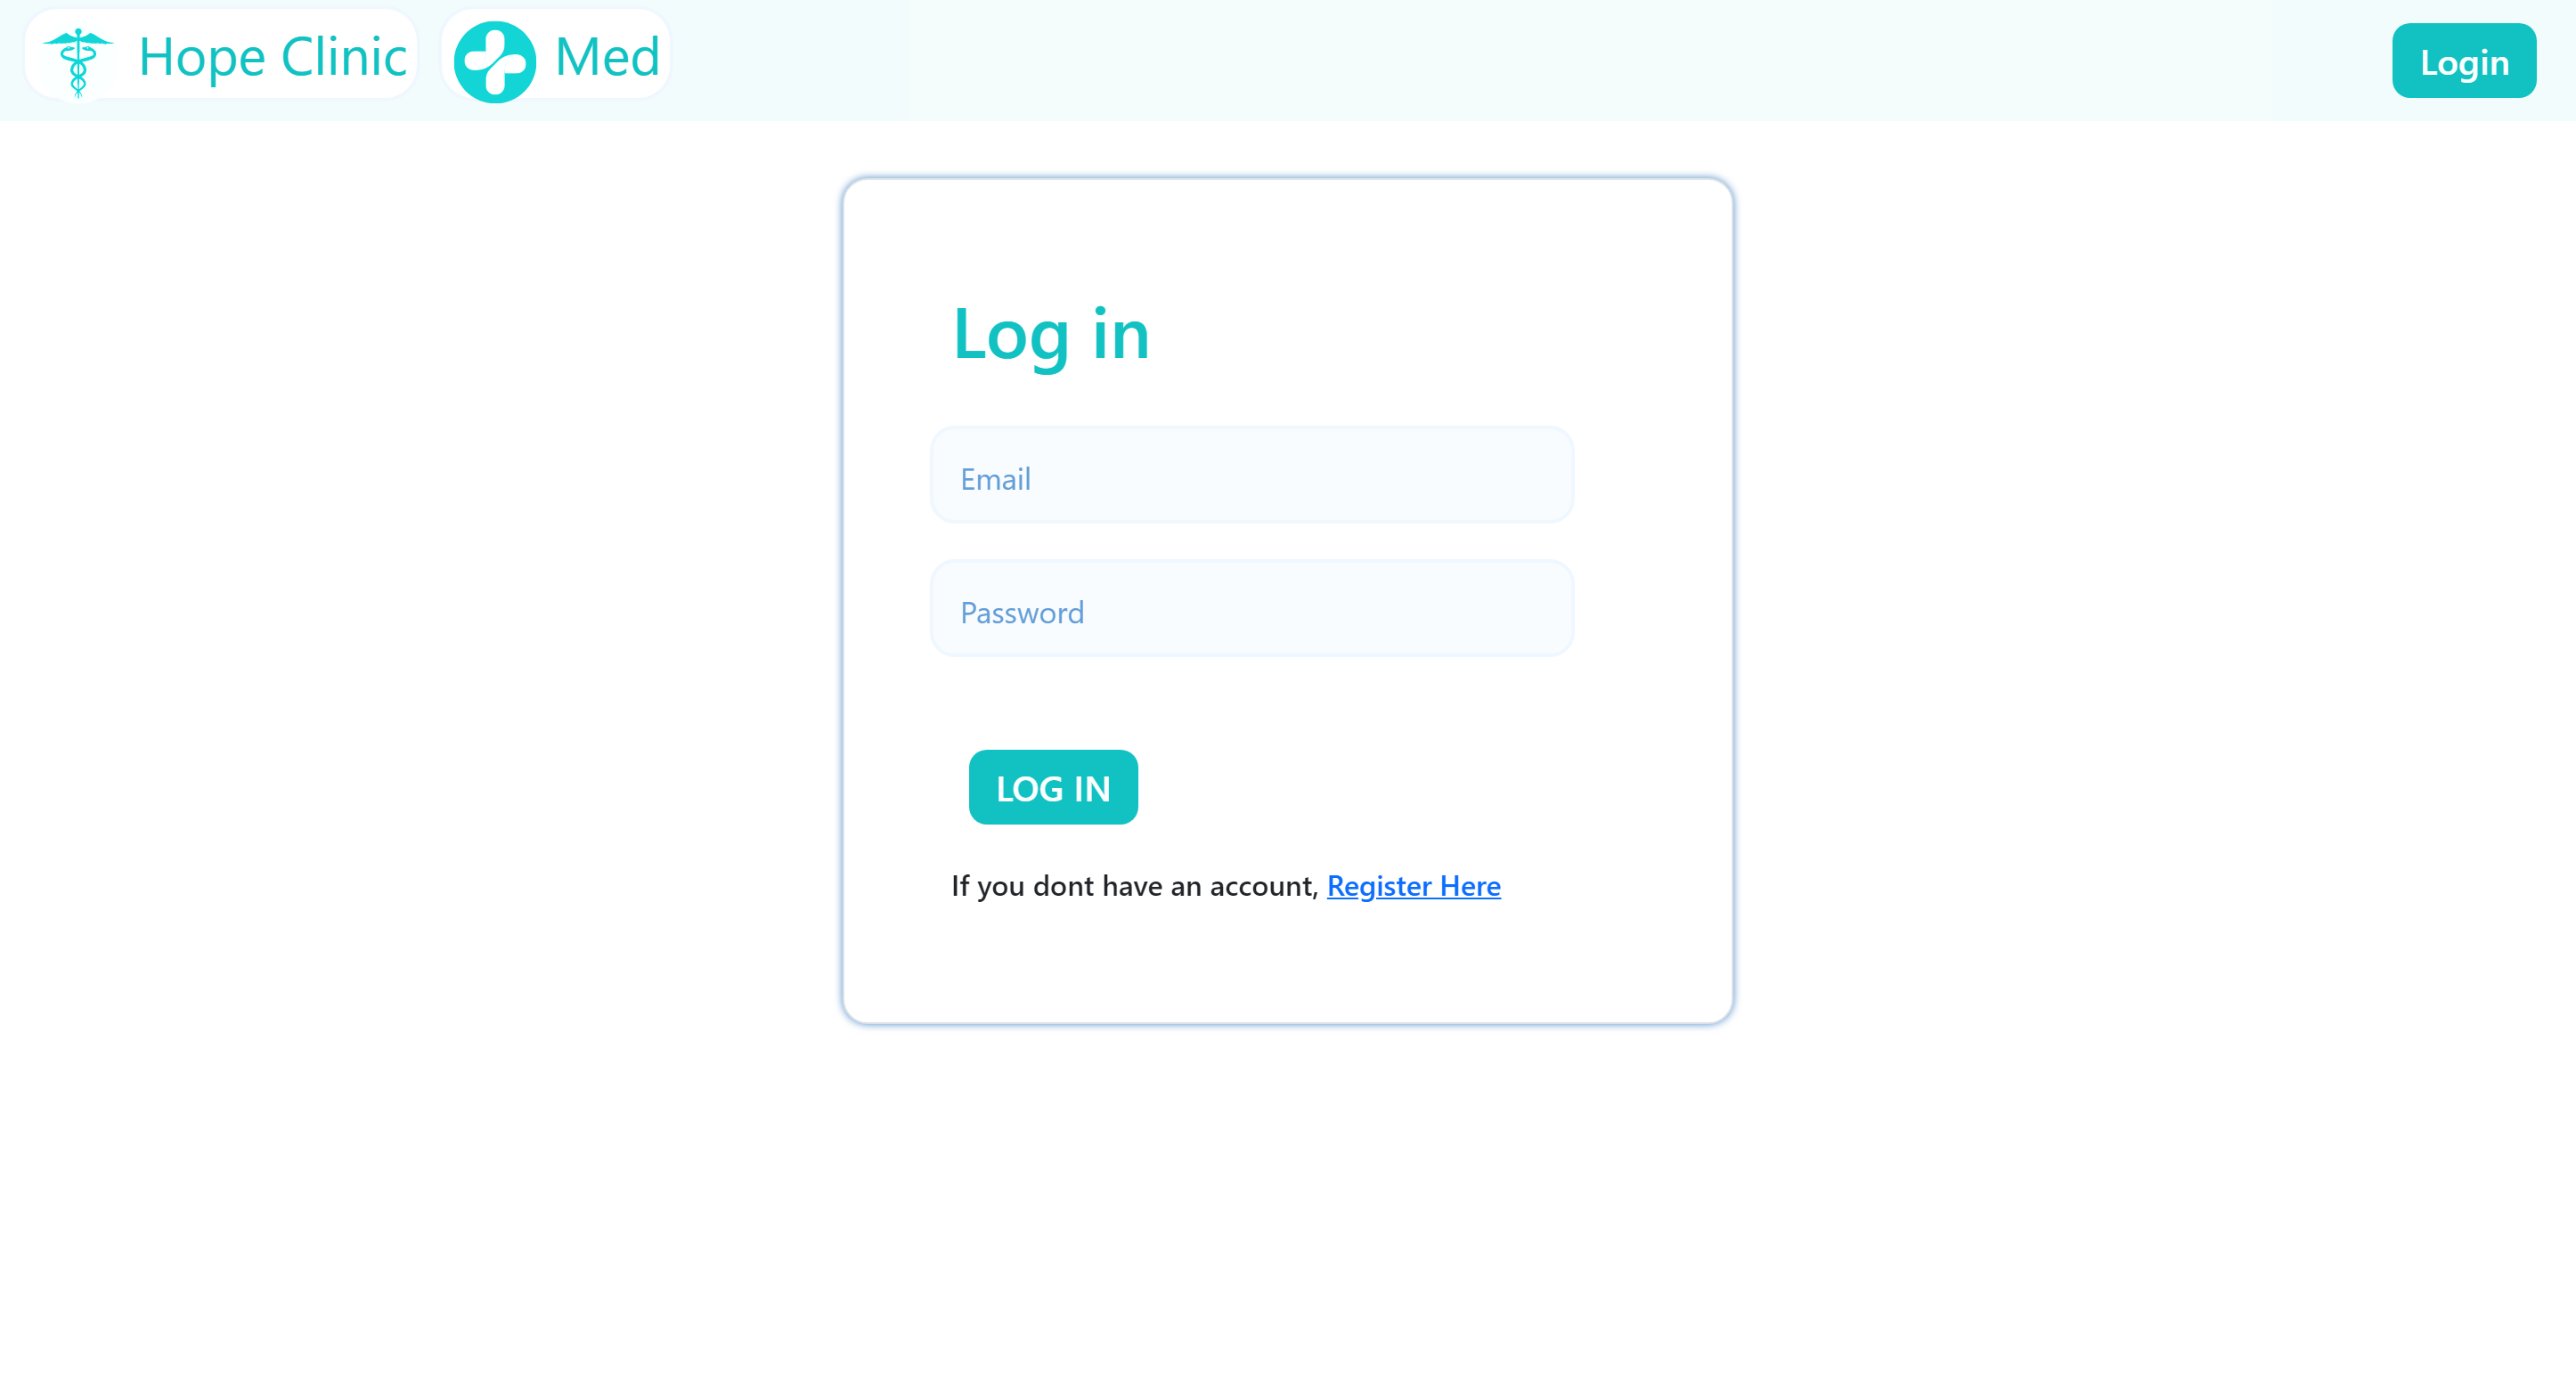 Hope Clinic Med Login
Log in
Email
Password
LOG IN
If you dont have an account, Register Here